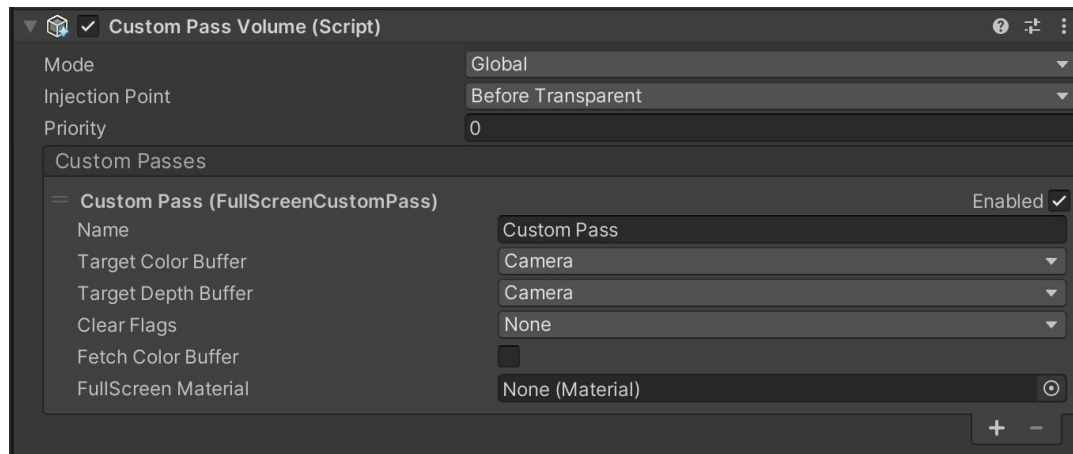 Custom Pass Volume (Script)
Mode Global
Injection Point Before Transparent
Priority 0
Custom Passes
Custom Pass (FullScreenCustomPass) Enabled
Name Custom Pass
Target Color Buffer Camera
Target Depth Buffer Camera
Clear Flags None
Fetch Color Buffer
FullScreen Material None (Material)